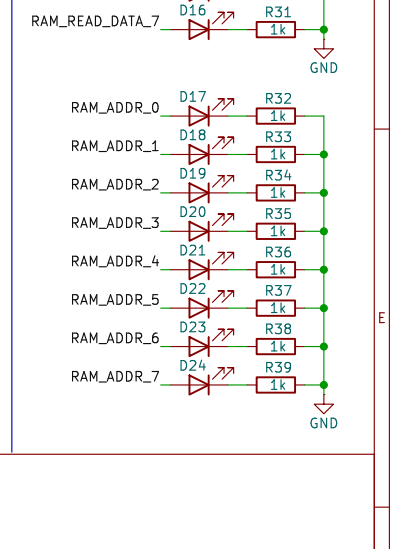 D16
RAM_READ_DATA_7
R31
1k
GND
RAM_ADDR_0
D17
R32
1k
RAM_ADDR_1
D18
R33
1k
RAM_ADDR_2
D19
R34
1k
RAM_ADDR_3
D20
R35
1k
RAM_ADDR_4
D21
R36
1k
RAM_ADDR_5
D22
R37
1k
E
RAM_ADDR_6
D23
R38
1k
RAM_ADDR_7
D24
R39
1k
GND